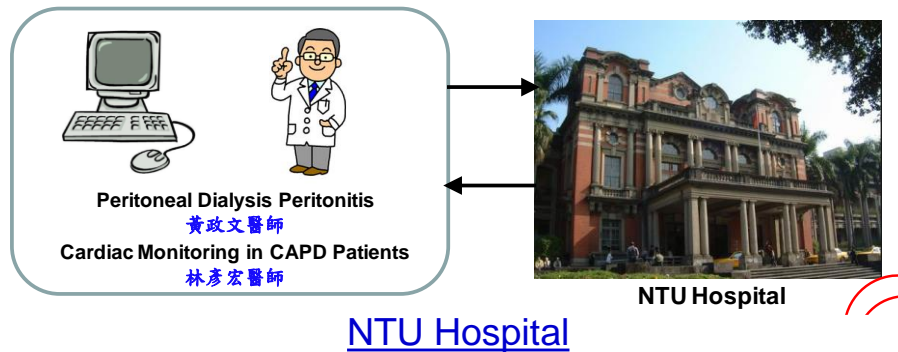 Peritoneal Dialysis Peritonitis
黃政文醫師
Cardiac Monitoring in CAPD Patients
林彥宏醫師
NTU Hospital
NTU Hospital